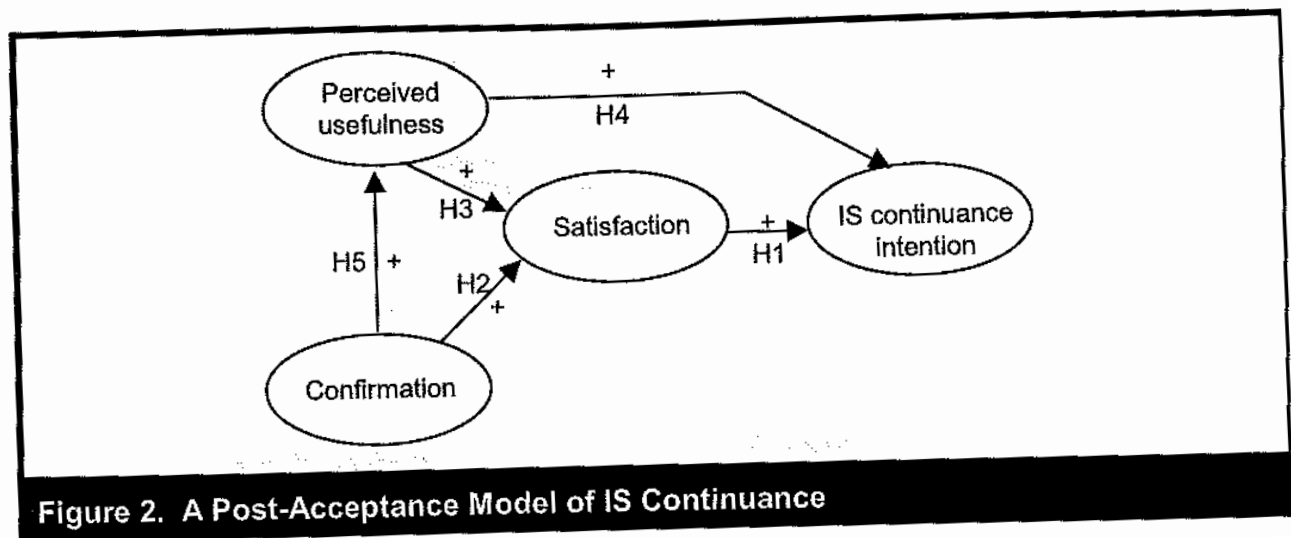 Perceived
usefulness
+
H4
+
H3
Satisfaction
+
H1
IS continuance
intention
H5
+
H2
+
Confirmation
Figure 2. A Post-Acceptance Model of IS Continuance